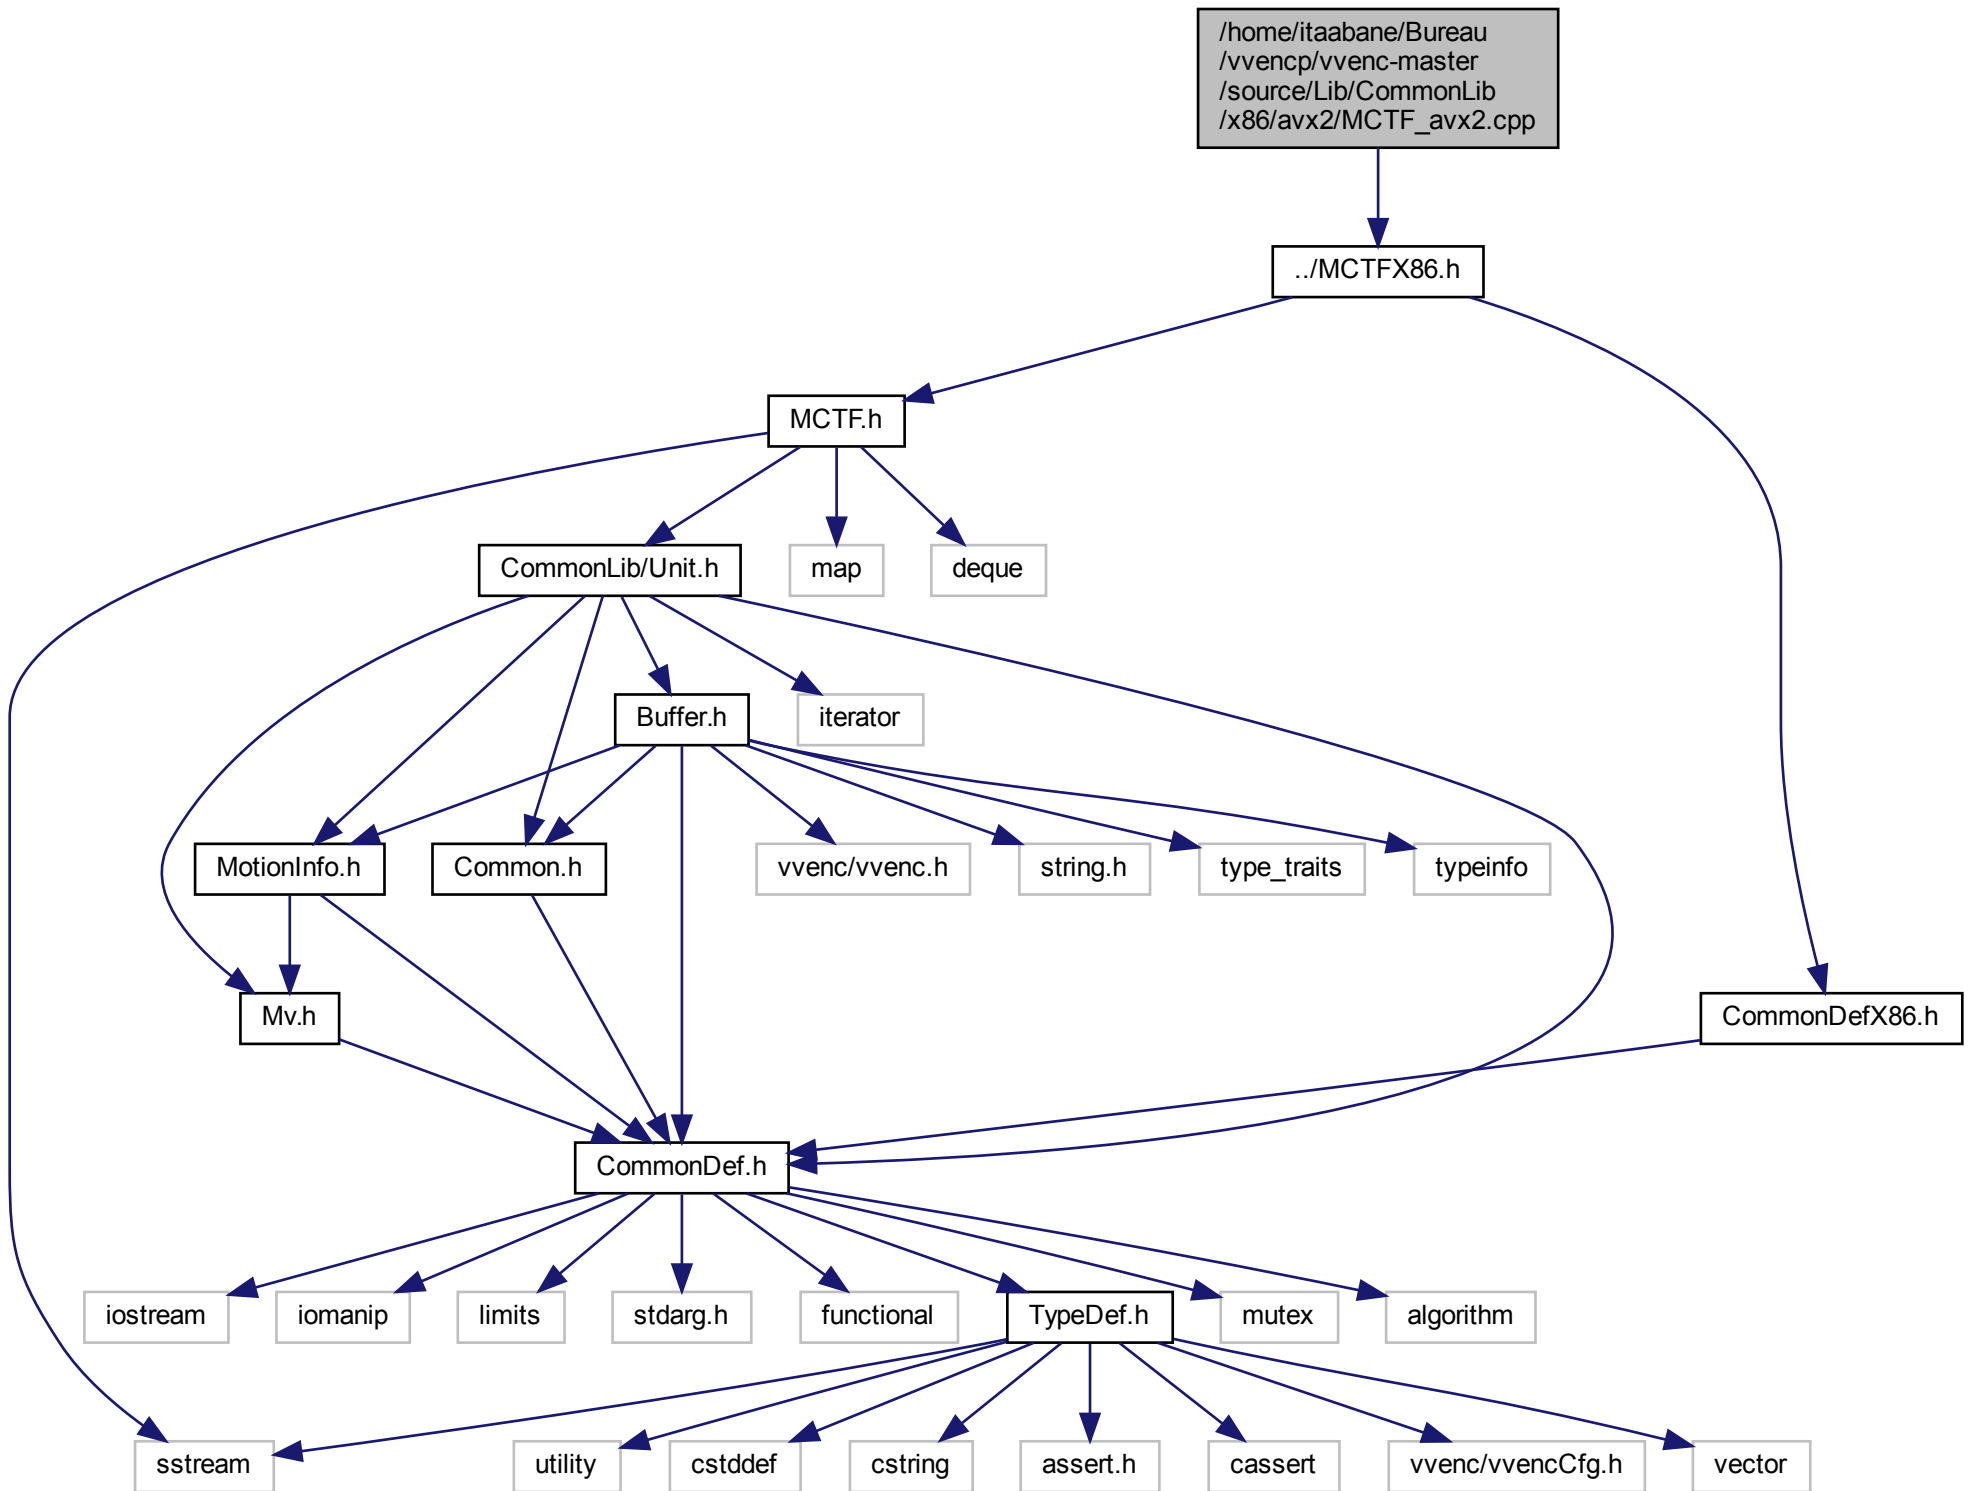 /home/itaabane/Bureau
/vvencp/vvenc-master
/source/Lib/CommonLib
/x86/avx2/MCTF_avx2.cpp
../MCTFX86.h
MCTF.h
CommonLib/Unit.h
map
deque
Buffer.h
iterator
MotionInfo.h
Common.h
vvenc/vvenc.h
string.h
type_traits
typeinfo
Mv.h
CommonDefX86.h
CommonDef.h
iostream
iomanip
limits
stdarg.h
functional
TypeDef.h
mutex
algorithm
sstream
utility
cstddef
cstring
assert.h
cassert
vvenc/vvencCfg.h
vector